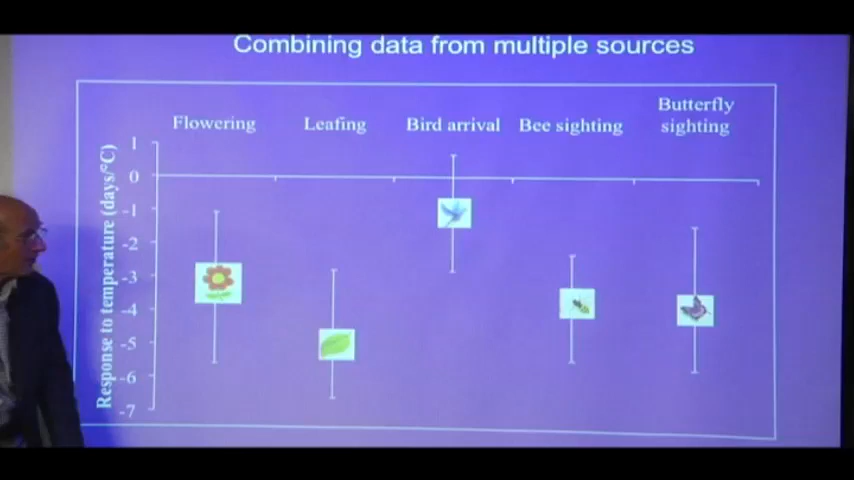 Combining data from multiple sources
Flowering
Leafing
Bird arrival
Bee sighting
Butterfly
sighting
Response to temperature (days/°C)
1
0
-1
-2
-3
-4
-5
-6
-7